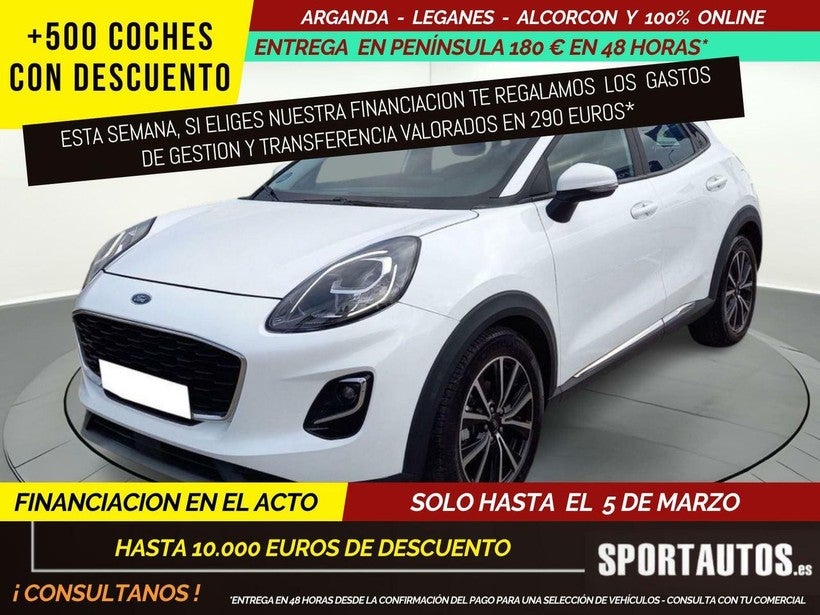 +500 COCHES
CON DESCUENTO
ARGANDA - LEGANES - ALCORCON Y 100% ONLINE
ENTREGA EN PENÍNSULA 180 € EN 48 HORAS*
ESTA SEMANA, SI ELIGES NUESTRA FINANCIACION TE REGALAMOS LOS GASTOS
DE GESTION Y TRANSFERENCIA VALORADOS EN 290 EUROS*
Ford
FINANCIACION EN EL ACTO
SOLO HASTA EL 5 DE MARZO
HASTA 10.000 EUROS DE DESCUENTO
SPORTAUTOS.es
¡ CONSULTANOS !
*ENTREGA EN 48 HORAS DESDE LA CONFIRMACIÓN DEL PAGO PARA UNA SELECCIÓN DE VEHÍCULOS - CONSULTA CON TU COMERCIAL